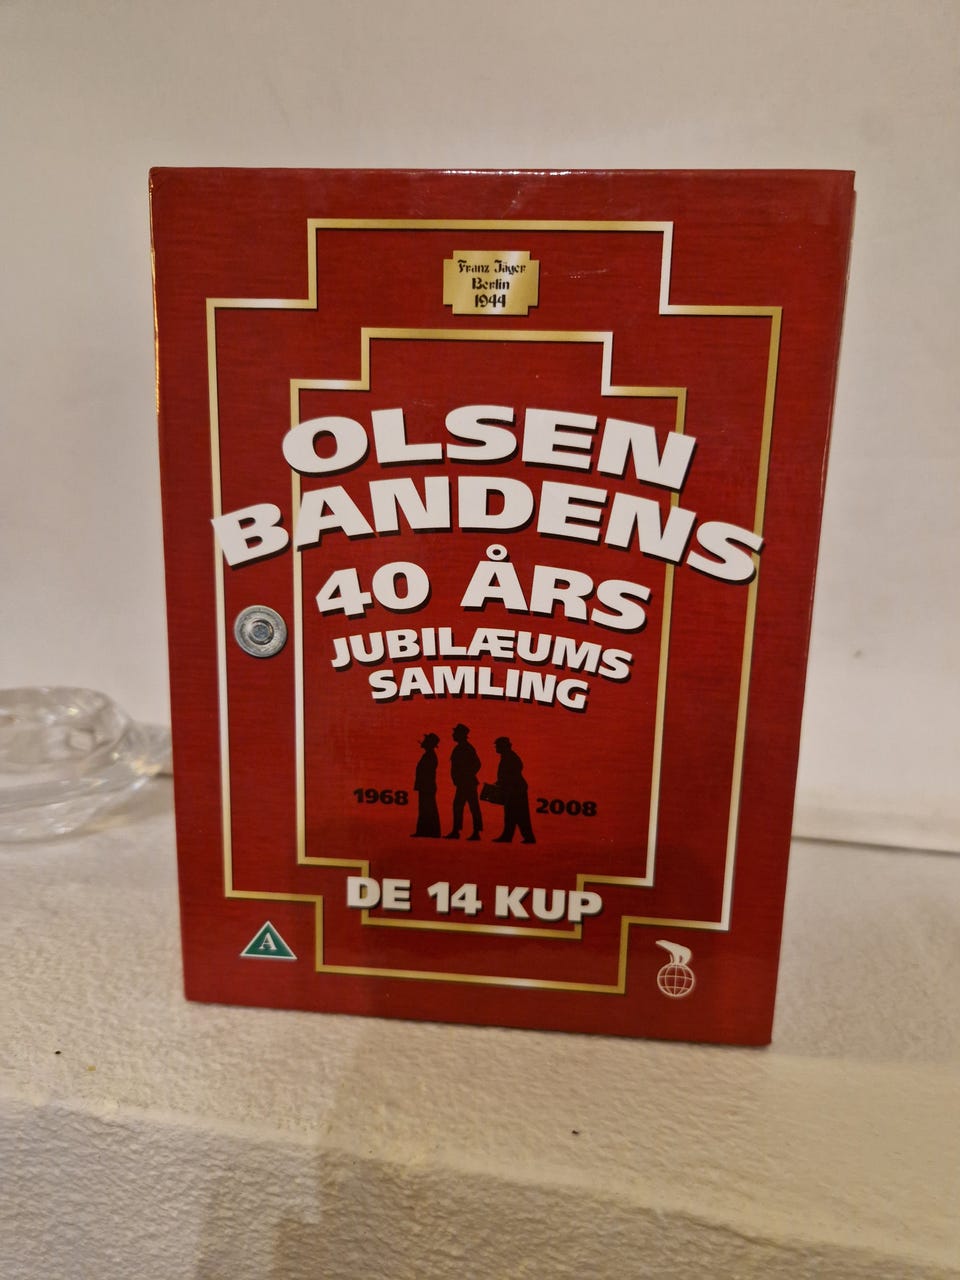 Franz Jäger
Berlin
1944
OLSEN
BANDENS
40 ÅRS
JUBILÆUMS
SAMLING
1968
2008
DE 14 KUP
A